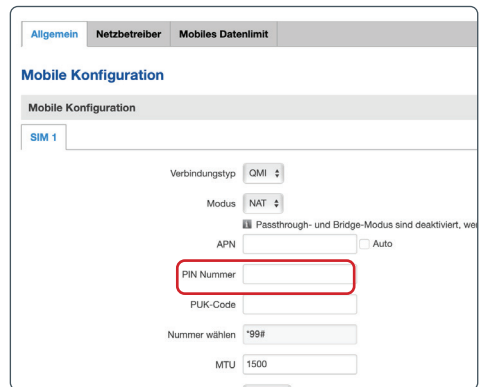 Allgemein Netzbetreiber Mobiles Datenlimit
Mobile Konfiguration
Mobile Konfiguration
SIM 1
Verbindungstyp QMI
Modus NAT
Passthrough- und Bridge-Modus sind deaktiviert,
APN Auto
PIN Nummer
PUK-Code
Nummer wählen *99#
MTU 1500